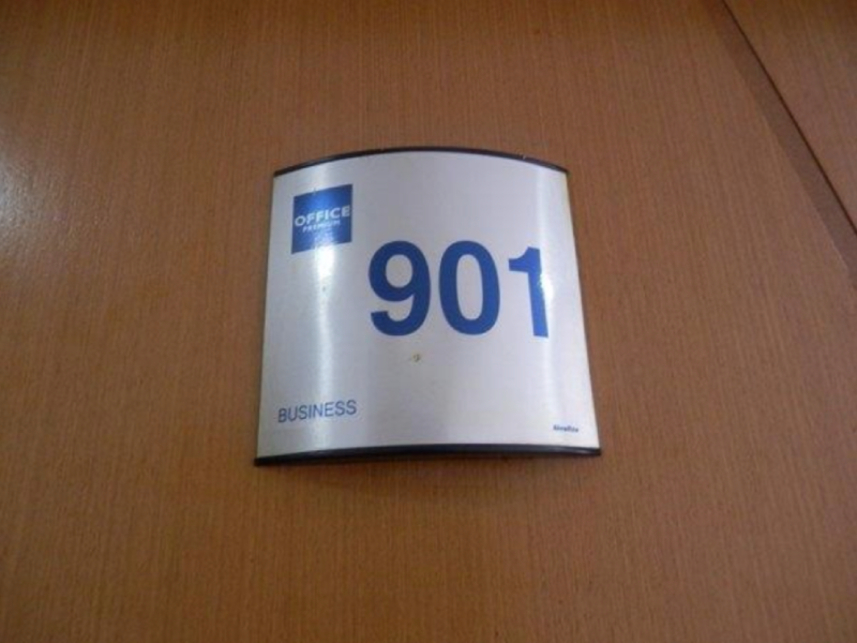 OFFICE
PREMIUM
901
BUSINESS